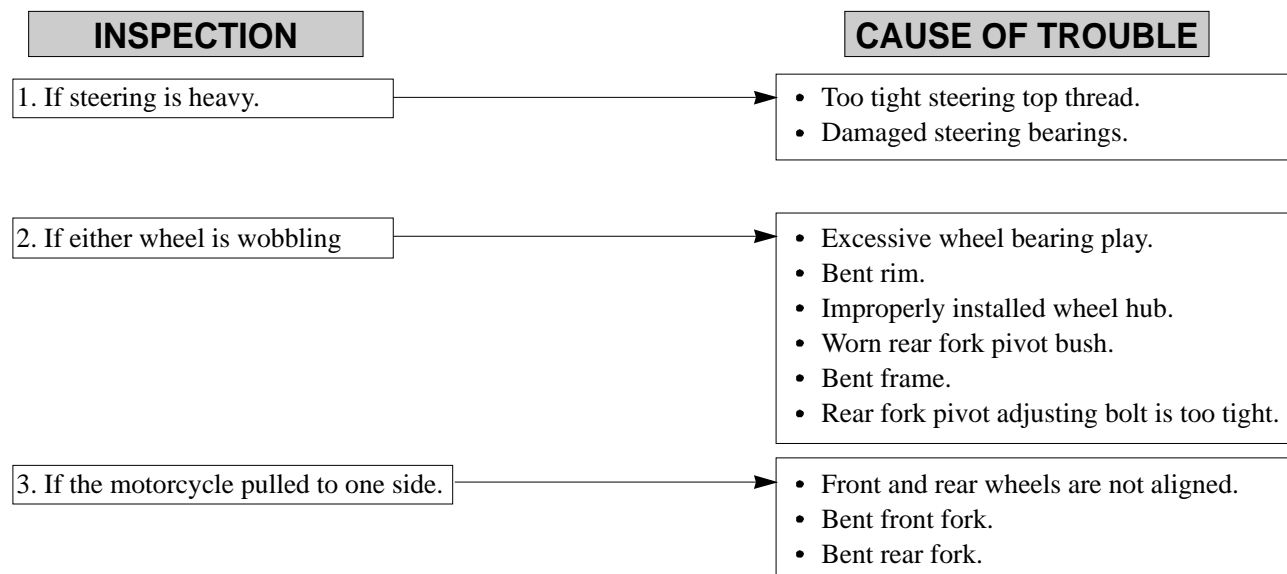 INSPECTION
CAUSE OF TROUBLE
1. If steering is heavy.
• Too tight steering top thread.
• Damaged steering bearings.
2. If either wheel is wobbling
• Excessive wheel bearing play.
• Bent rim.
• Improperly installed wheel hub.
• Worn rear fork pivot bush.
• Bent frame.
• Rear fork pivot adjusting bolt is too tight.
3. If the motorcycle pulled to one side.
• Front and rear wheels are not aligned.
• Bent front fork.
• Bent rear fork.